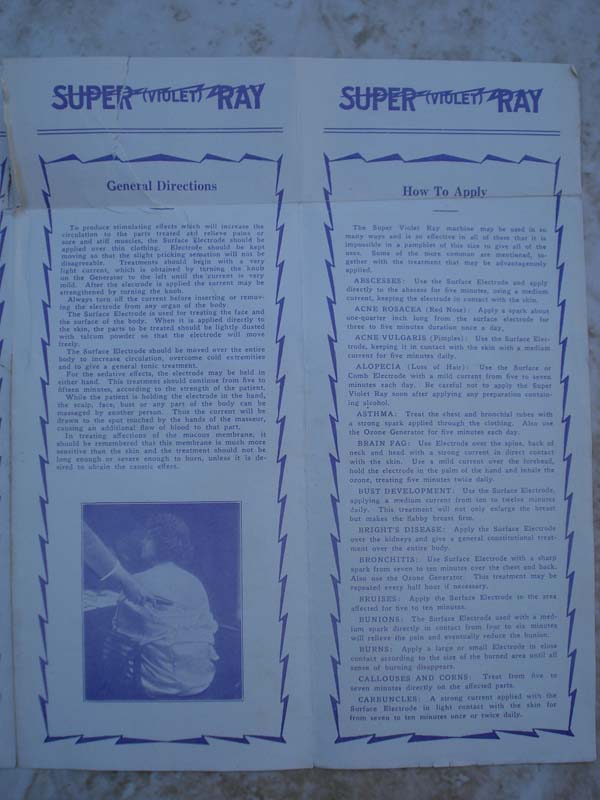 SUPER (VIOLET) RAY
General Directions
To produce stimulating effects which will increase the
circulation to the parts treated and relieve pains or
sore and stiff muscles, the Surface Electrode should be
applied over thin clothing. Electrode should be kept
moving so that the slight pricking sensation will not be
disagreeable. Treatments should begin with a very
light current, which is obtained by turning the knob
on the Generator to the left until the current is very
mild. After the electrode is applied the current may be
strengthened by turning the knob.
Always turn off the current before inserting or remov-
ing the electrode from any organ of the body.
The Surface Electrode is used for treating the face and
the surface of the body. When it is applied directly to
the skin, the parts to be treated should be lightly dusted
with talcum powder so that the electrode will move
freely.
The Surface Electrode should be moved over the entire
body to increase circulation, overcome cold extremities
and to give a general tonic treatment.
For the sedative effects, the electrode may be held in
either hand. This treatment should continue from five to
fifteen minutes, according to the strength of the patient.
While the patient is holding the electrode in the hand,
the scalp, face, bust or any part of the body can be
massaged by another person. Thus the current will be
drawn to the spot touched by the hands of the masseur,
causing an additional flow of blood to that part.
In treating affections of the mucous membrane, it
should be remembered that this membrane is much more
sensitive than the skin and the treatment should not be
long enough or severe enough to burn, unless it is de-
sired to obtain the caustic effect.
SUPER (VIOLET) RAY
How To Apply
The Super Violet Ray machine may be used in so
many ways and is so effective in all of them that it is
impossible in a pamphlet of this size to give all of the
uses. Some of the more common are mentioned, to-
gether with the treatment that may be advantageously
applied.
ABSCESSES: Use the Surface Electrode and apply
directly to the abscess for five minutes, using a medium
current, keeping the electrode in contact with the skin.
ACNE ROSACEA (Red Nose): Apply a spark about
one-quarter inch long from the surface electrode for
three to five minutes duration once a day.
ACNE VULGARIS (Pimples): Use the Surface Elec-
trode, keeping it in contact with the skin with a medium
current for five minutes daily.
ALOPECIA (Loss of Hair): Use the Surface or
Comb Electrode with a mild current from five to seven
minutes each day. Be careful not to apply the Super
Violet Ray soon after applying any preparation contain-
ing alcohol.
ASTHMA: Treat the chest and bronchial tubes with
a strong spark applied through the clothing. Also use
the Ozone Generator for five minutes each day.
BRAIN FAG: Use Electrode over the spine, back of
neck and head with a strong current in direct contact
with the skin. Use a mild current over the forehead,
hold the electrode in the palm of the hand and inhale the
ozone, treating five minutes twice daily.
BUST DEVELOPMENT: Use the Surface Electrode,
applying a medium current from ten to twelve minutes
daily. This treatment will not only enlarge the breast
but makes the flabby breast firm.
BRIGHT'S DISEASE: Apply the Surface Electrode
over the kidneys and give a general constitutional treat-
ment over the entire body.
BRONCHITIS: Use Surface Electrode with a sharp
spark from seven to ten minutes over the chest and back.
Also use the Ozone Generator. This treatment may be
repeated every half hour if necessary.
BRUISES: Apply the Surface Electrode to the area
affected for five to ten minutes.
BUNIONS: The Surface Electrode used with a med-
ium spark directly in contact from four to six minutes
will relieve the pain and eventually reduce the bunion.
BURNS: Apply a large or small Electrode in close
contact according to the size of the burned area until all
sense of burning disappears.
CALLOUSES AND CORNS: Treat from five to
seven minutes directly on the affected parts.
CARBUNCLES: A strong current applied with the
Surface Electrode in light contact with the skin for
from seven to ten minutes once or twice daily.